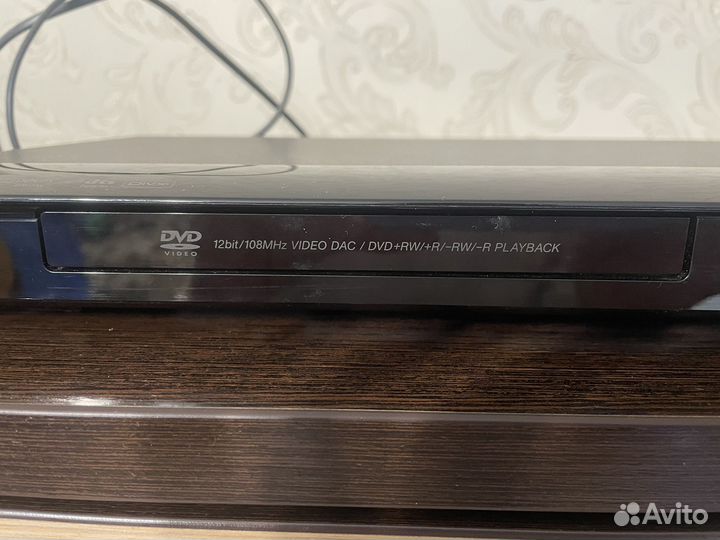 DVD
VIDEO
12bit/108MHz VIDEO DAC / DVD+RW/+R/-RW/-R PLAYBACK
Avito